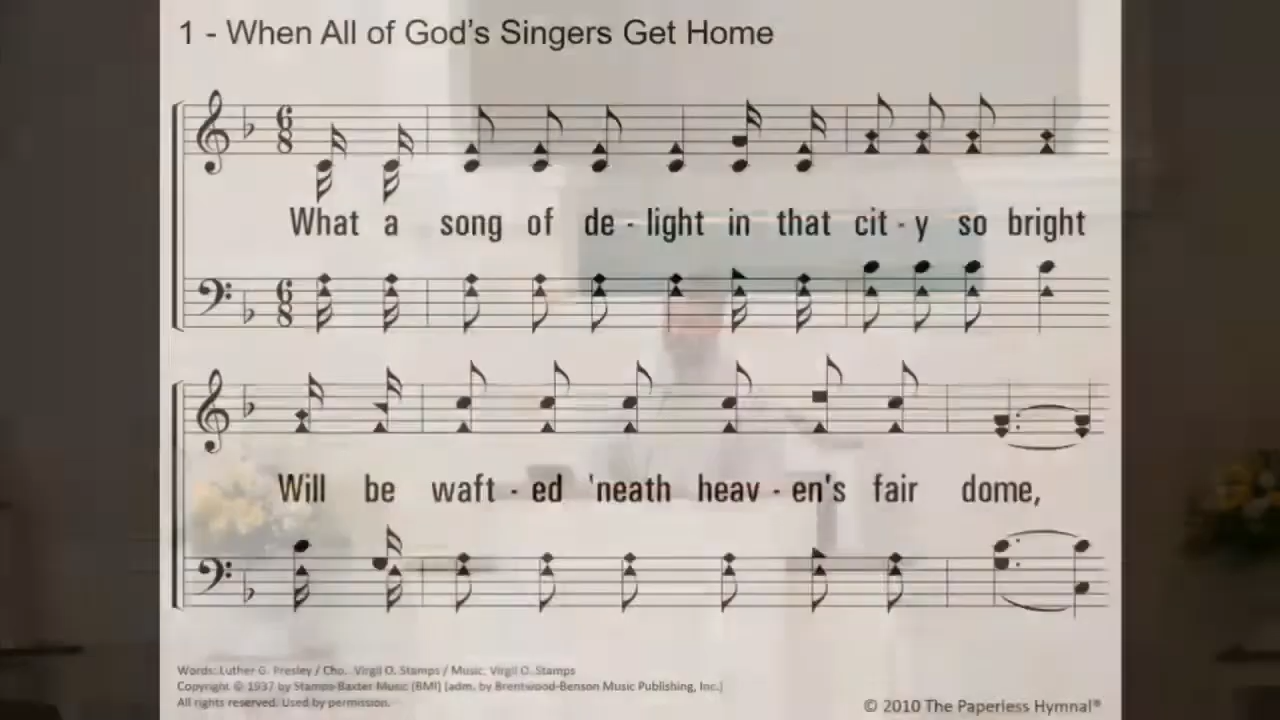 1 - When All of God's Singers Get Home
What a song of de - light in that cit - y so bright
Will be waft - ed 'neath heav - en's fair dome,
Words: Luther G. Presley / Cho. Virgil O. Stamps / Music: Virgil O. Stamps
Copyright © 1937 by Stamps-Baxter Music (BMI) (adm. by Brentwood-Benson Music Publishing, Inc.)
All rights reserved. Used by permission.
© 2010 The Paperless Hymnal®